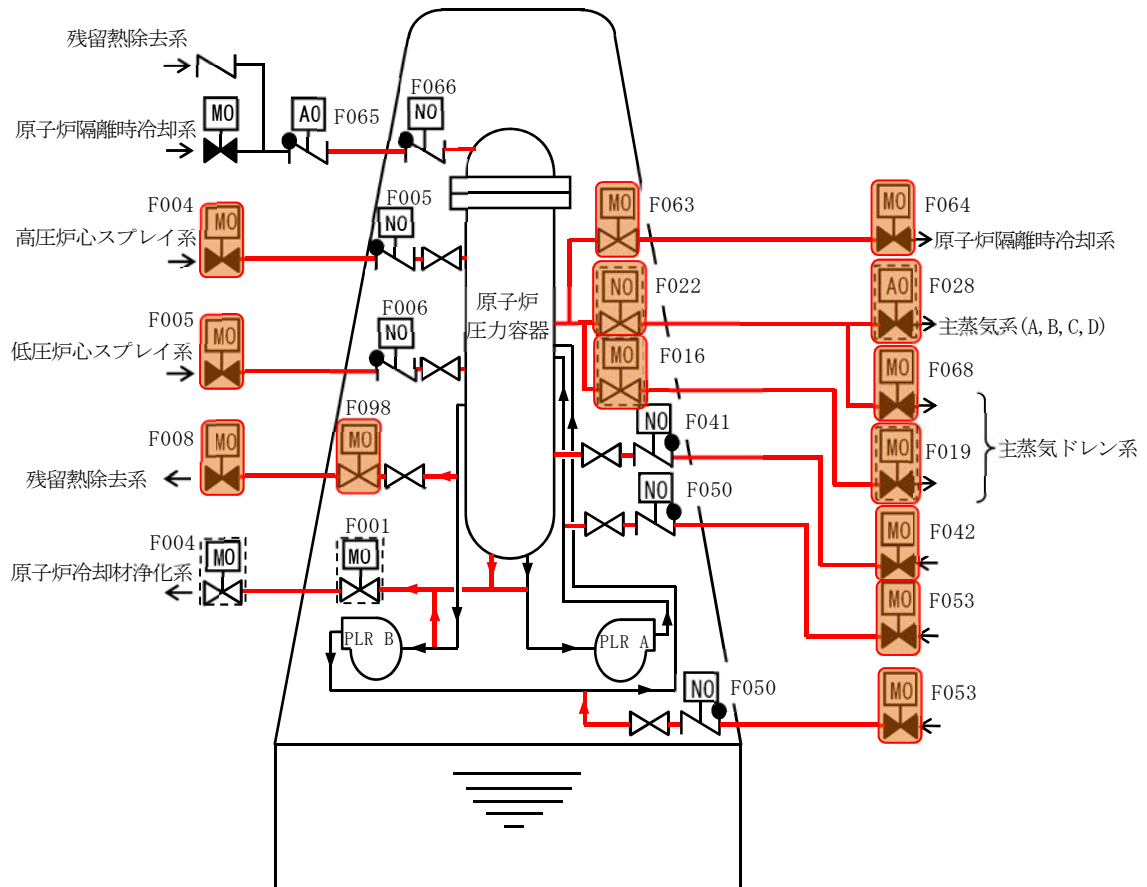 残留熱除去系
F066
NO
MO
AO
F065
原子炉隔離時冷却系
F004
MO
高圧炉心スプレイ系
F005
NO
F005
MO
低圧炉心スプレイ系
F006
NO
F008
MO
残留熱除去系
F098
MO
F004
MO
原子炉冷却材浄化系
F001
MO
原子炉
圧力容器
PLR B
PLR A
MO
F063
MO
F064
原子炉隔離時冷却系
NO
F022
AO
F028
主蒸気系(A,B,C,D)
MO
F016
MO
F068
MO
F019
主蒸気ドレン系
NO
F041
NO
F050
MO
F042
MO
F053
NO
F050
MO
F053